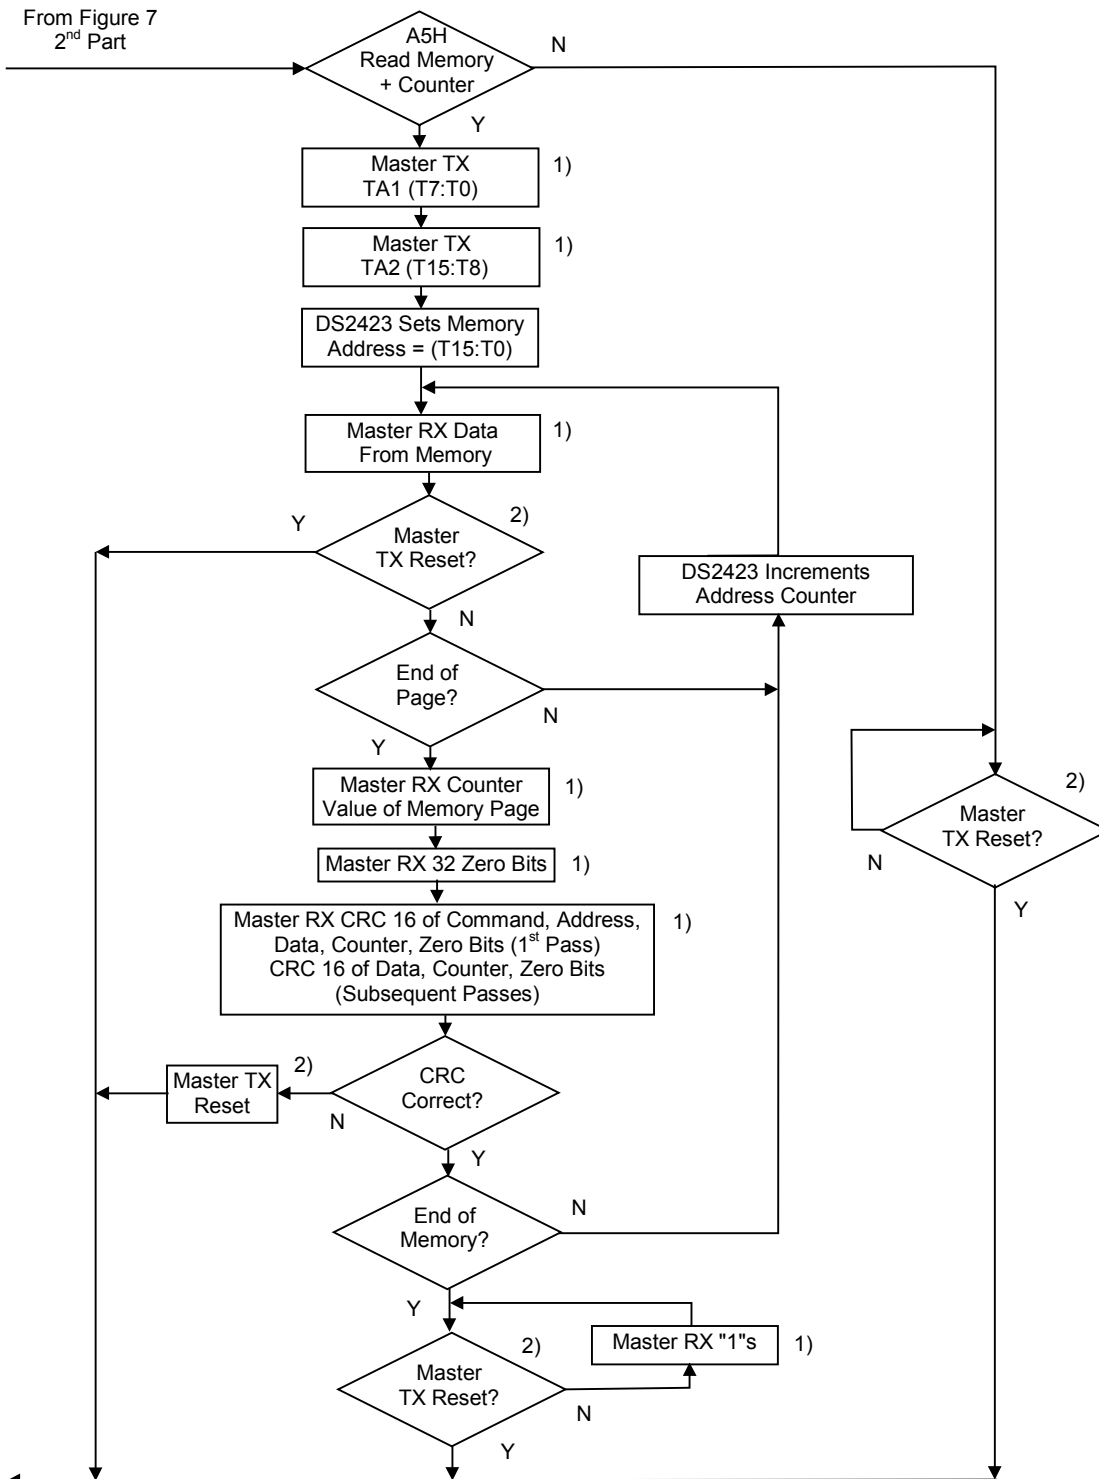 From Figure 7
2nd Part
A5H
Read Memory
+ Counter
N
Y
Master TX
TA1 (T7:T0)
1)
Master TX
TA2 (T15:T8)
1)
DS2423 Sets Memory
Address = (T15:T0)
Master RX Data
From Memory
1)
Y
Master
TX Reset?
2)
N
DS2423 Increments
Address Counter
End of
Page?
N
Y
Master RX Counter
Value of Memory Page
1)
Master RX 32 Zero Bits
1)
Master
TX Reset?
2)
N
Y
Master RX CRC 16 of Command, Address,
Data, Counter, Zero Bits (1st Pass)
CRC 16 of Data, Counter, Zero Bits
(Subsequent Passes)
1)
CRC
Correct?
N
Y
Master TX
Reset
2)
End of
Memory?
N
Y
Master
TX Reset?
2)
N
Y
Master RX "1"s
1)